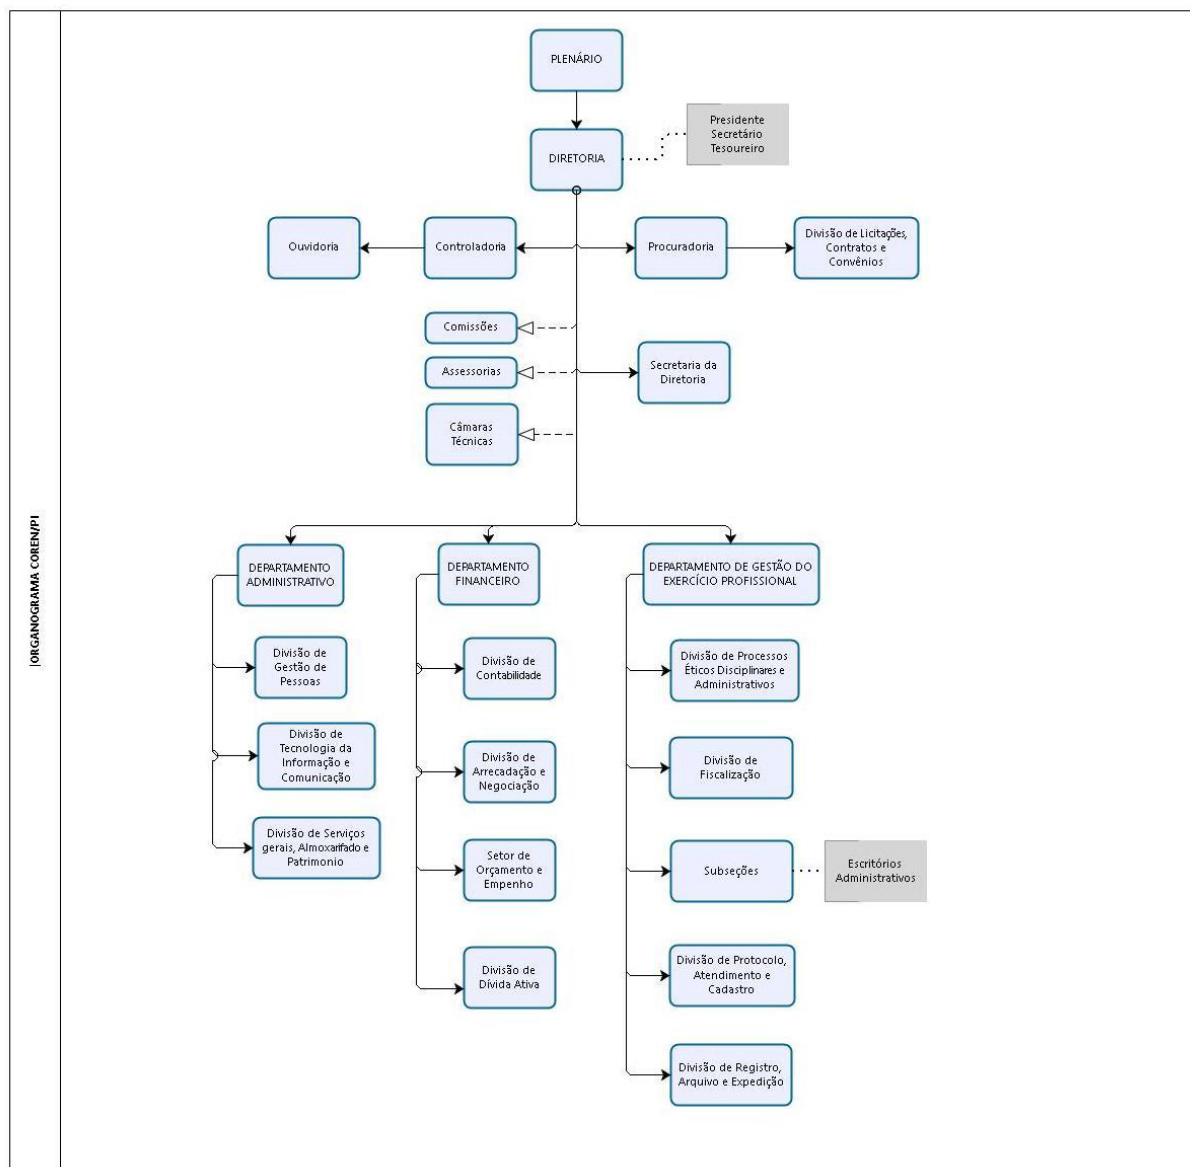 |ORGANOGRAMA COREN/PI
PLENÁRIO
DIRETORIA
Presidente
Secretário
Tesoureiro
Ouvidoria
Controladoria
Procuradoria
Divisão de Licitações,
Contratos e
Convênios
Comissões
Assessorias
Secretaria da
Diretoria
Câmaras
Técnicas
DEPARTAMENTO
ADMINISTRATIVO
Divisão de
Gestão de
Pessoas
Divisão de
Tecnologia da
Informação e
Comunicação
Divisão de Serviços
gerais, Almoxarifado e
Patrimonio
DEPARTAMENTO
FINANCEIRO
Divisão de
Contabilidade
Divisão de
Arrecadação e
Negociação
Setor de
Orçamento e
Empenho
Divisão de
Dívida Ativa
DEPARTAMENTO DE GESTÃO DO
EXERCÍCIO PROFISSIONAL
Divisão de Processos
Éticos Disciplinares e
Administrativos
Divisão de
Fiscalização
Subseções
Escritórios
Administrativos
Divisão de Protocolo,
Atendimento e
Cadastro
Divisão de Registro,
Arquivo e Expedição